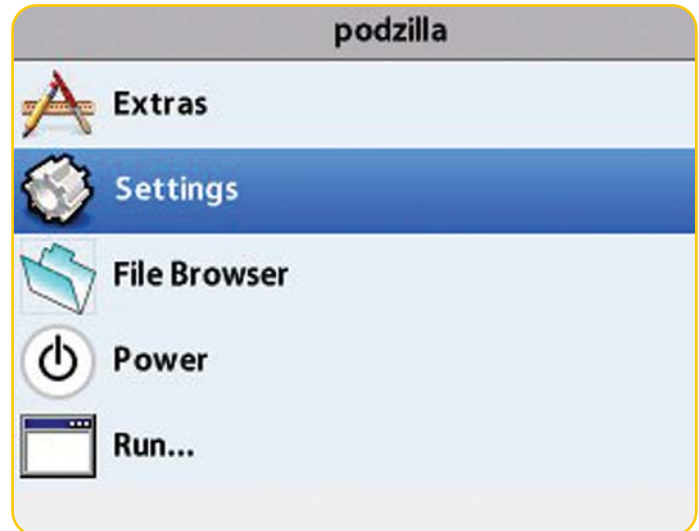 podzilla
Extras
Settings
File Browser
Power
Run...